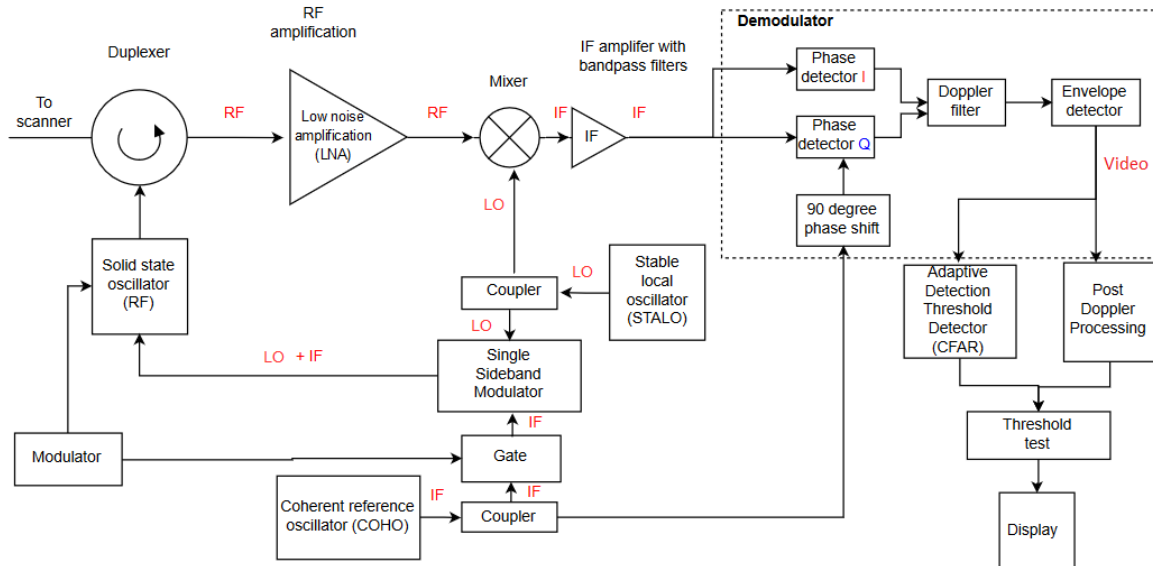 RF
amplification
Demodulator
Duplexer
IF amplifer with
bandpass filters
Mixer
To
scanner
RF
Low noise
amplification
(LNA)
RF
IF
IF
IF
Phase
detector I
Phase
detector Q
Doppler
filter
Envelope
detector
Video
LO
90 degree
phase shift
Solid state
oscillator
(RF)
Coupler
LO
Stable
local
oscillator
(STALO)
Adaptive
Detection
Threshold
Detector
(CFAR)
Post
Doppler
Processing
LO
LO + IF
Single
Sideband
Modulator
IF
Modulator
Gate
Threshold
test
IF
IF
Coherent reference
oscillator (COHO)
Coupler
Display